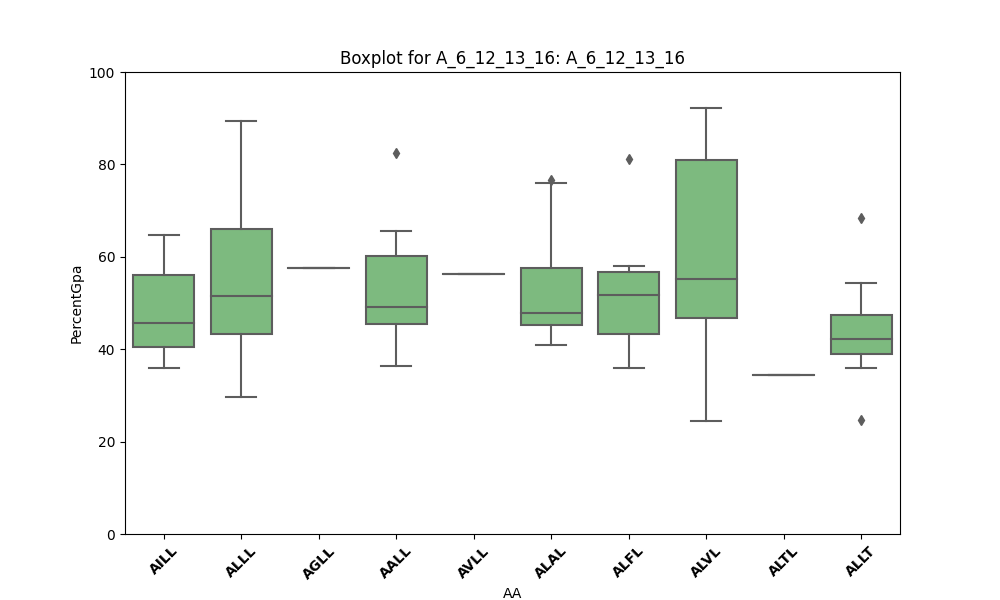 Boxplot for A_6_12_13_16: A_6_12_13_16
100
80
60
40
20
0
PercentGpa
AILL
ALLL
AGLL
AALL
AVLL
ALAL
ALFL
ALVL
ALTL
ALLT
AA